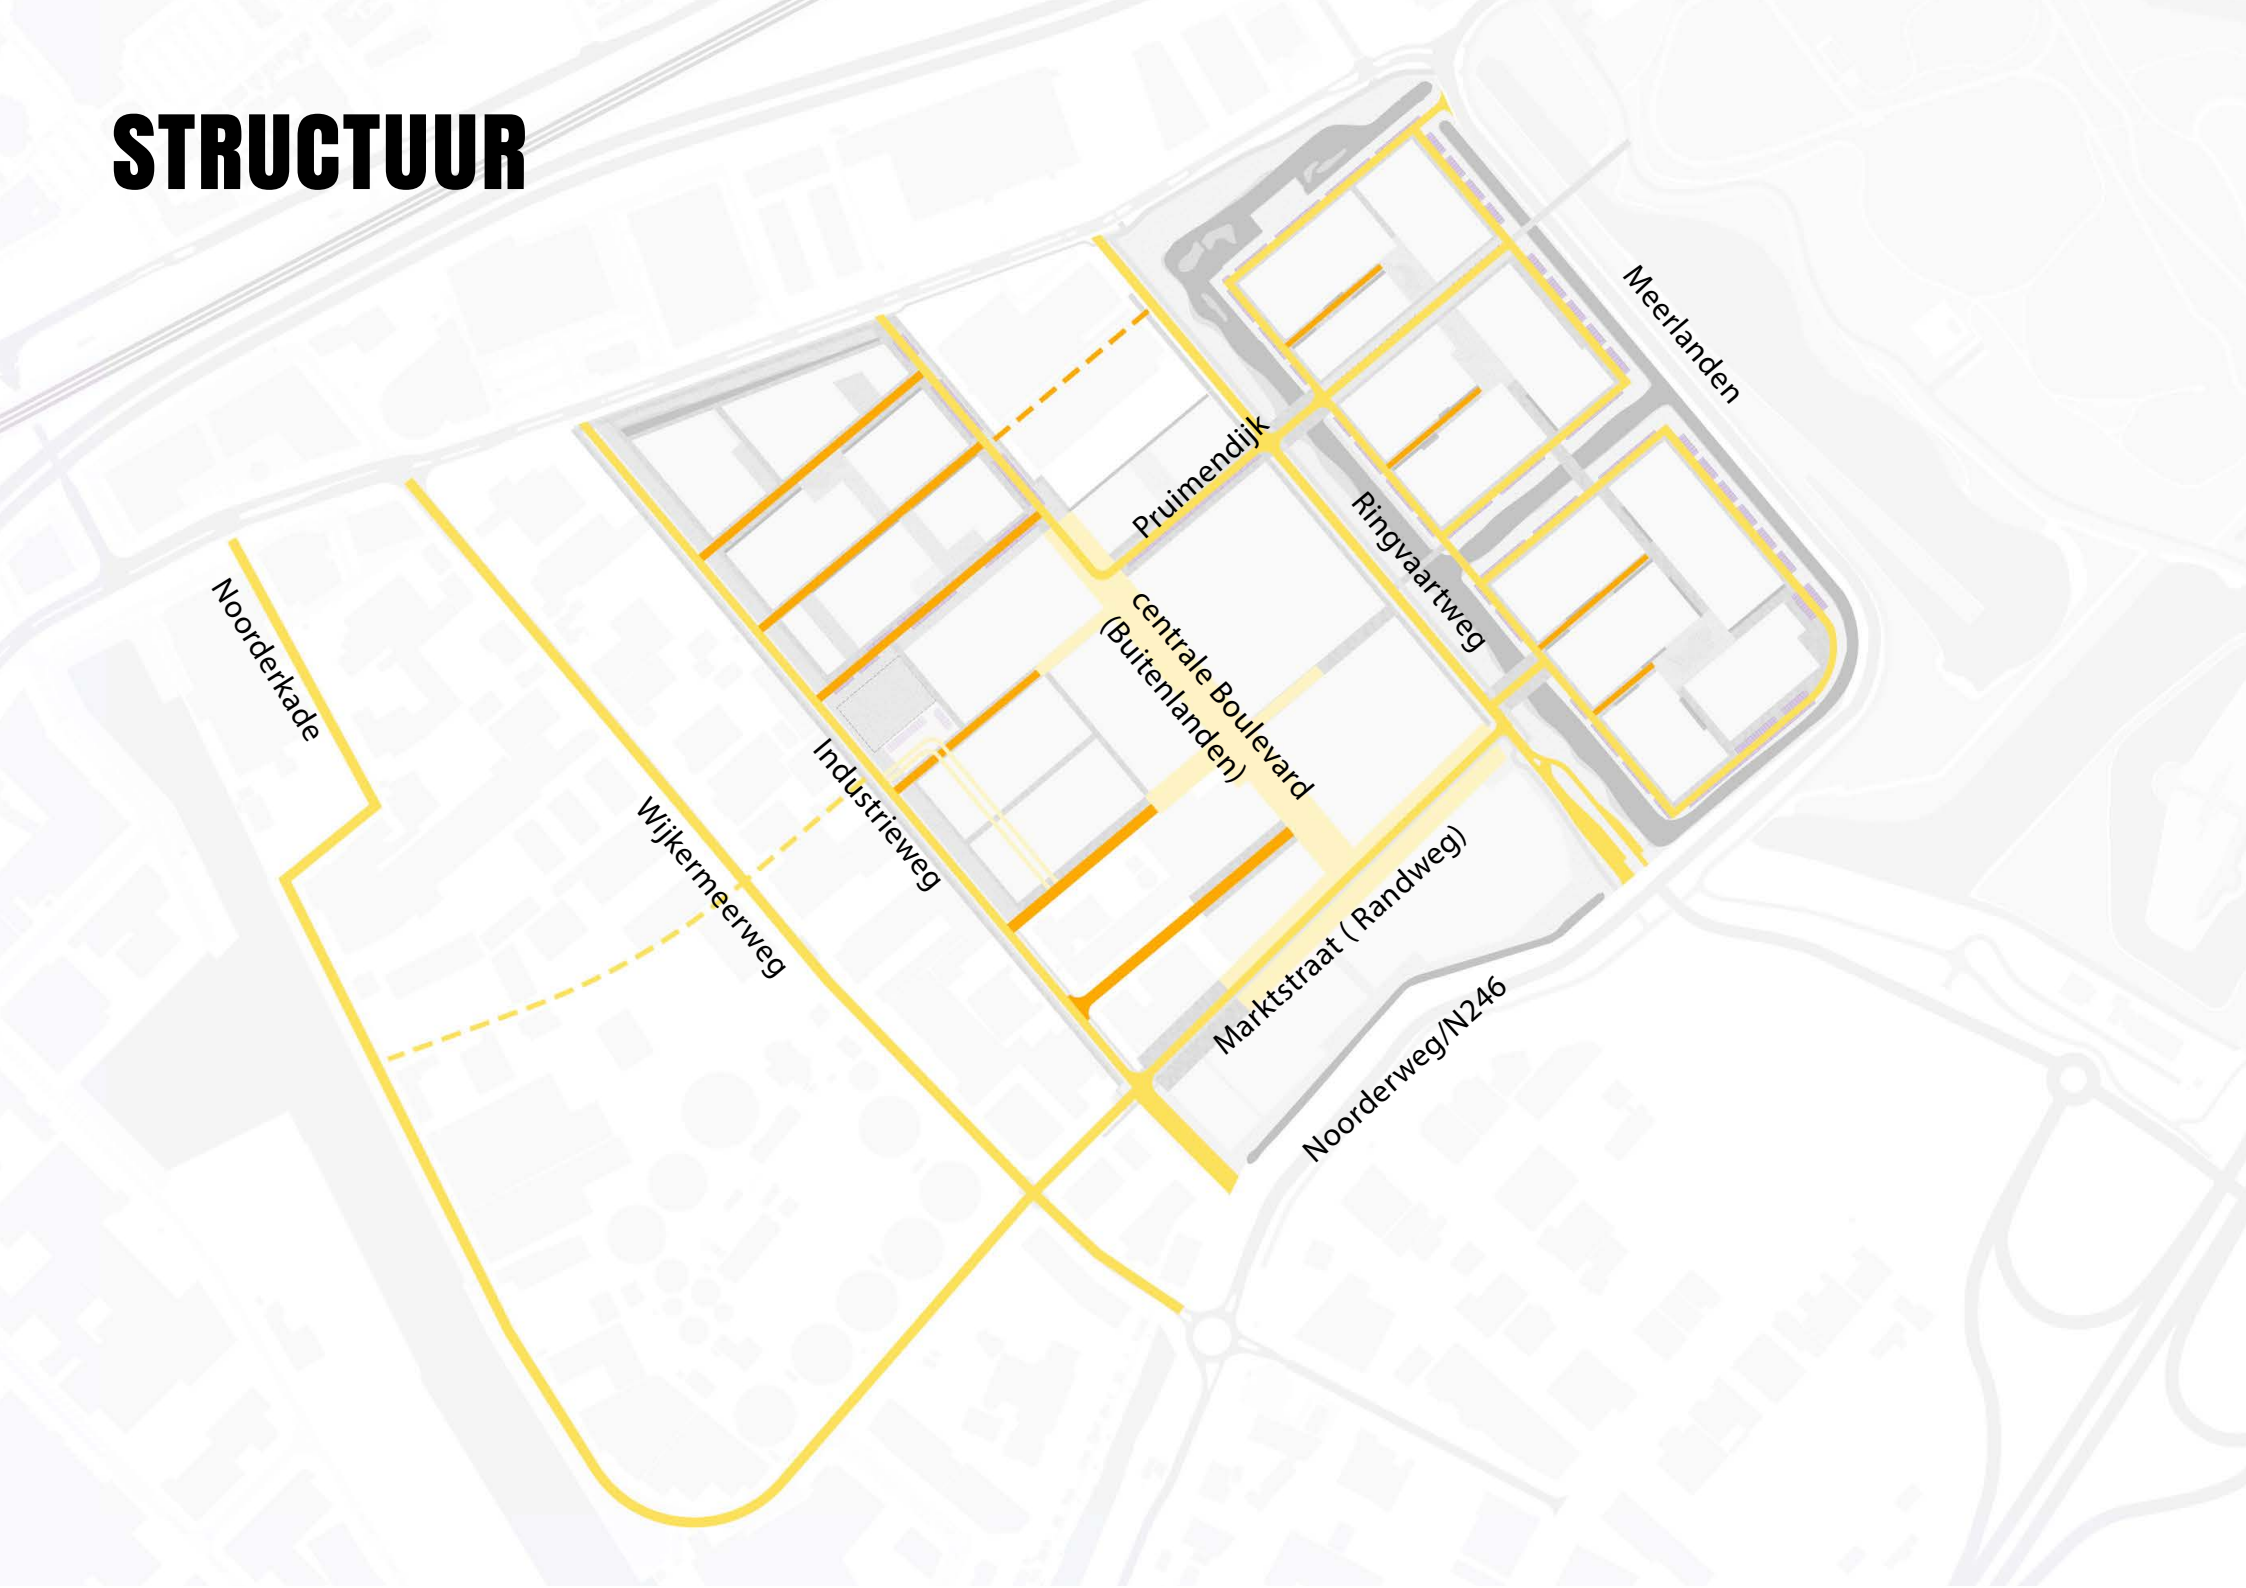 STRUCTUUR
Meerlanden
Pruimendijk
Ringvaartweg
Noorderkade
centrale Boulevard
(Buitenlanden)
Industrieweg
Wijkermeerweg
Marktstraat ( Randweg)
Noorderweg/N246